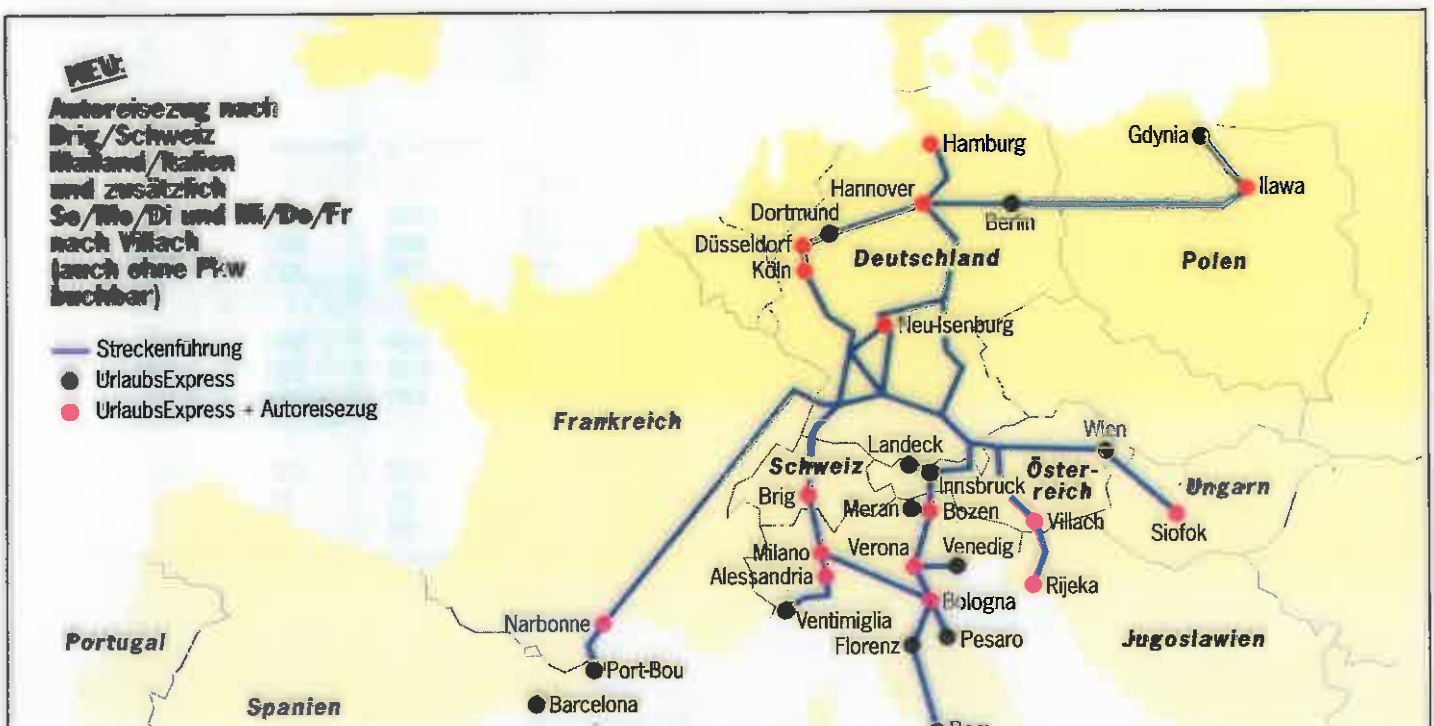 NEU:
Autoreisezug nach
Brig/Schweiz
Mailand/Italien
und zusätzlich
So/Mo/Di und Mi/Do/Fr
nach Villach
(auch ohne Pkw
buchbar)
Streckenführung
UrlaubsExpress
UrlaubsExpress + Autoreisezug
Hamburg
Gdynia
Ilawa
Hannover
Berlin
Dortmund
Düsseldorf
Köln
Deutschland
Polen
Neu-Isenburg
Frankreich
Wien
Landeck
Schweiz
Innsbruck
Öster-
reich
Ungarn
Brig
Meran
Bozen
Villach
Siofok
Milano
Verona
Venedig
Alessandria
Rijeka
Bologna
Narbonne
Ventimiglia
Florenz
Pesaro
Jugoslawien
Portugal
Port-Bou
Spanien
Barcelona